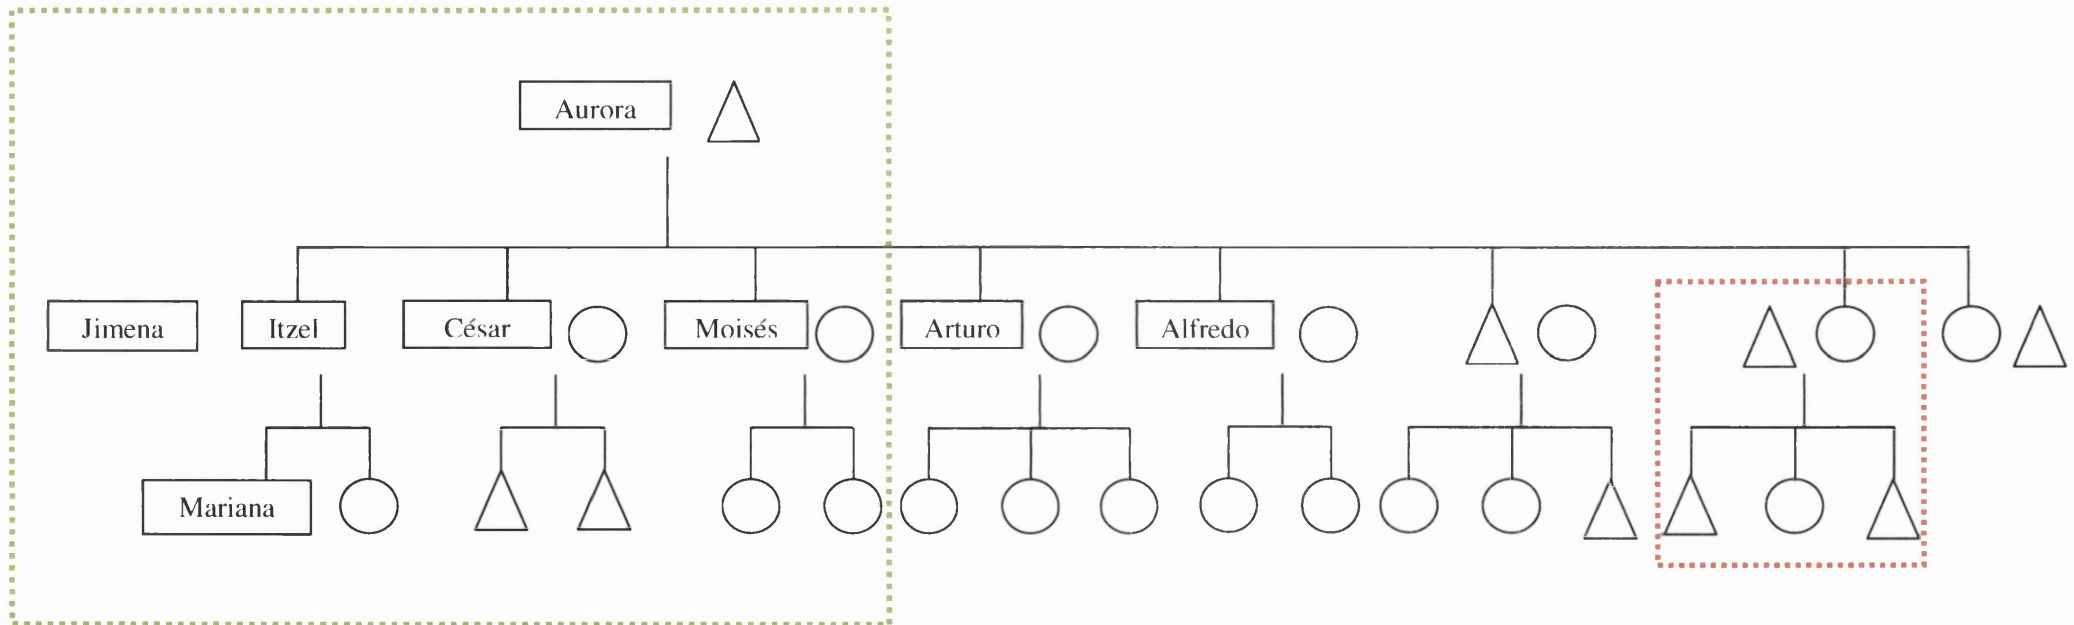 Aurora
Jimena
Itzel
César
Moisés
Arturo
Alfredo
Mariana